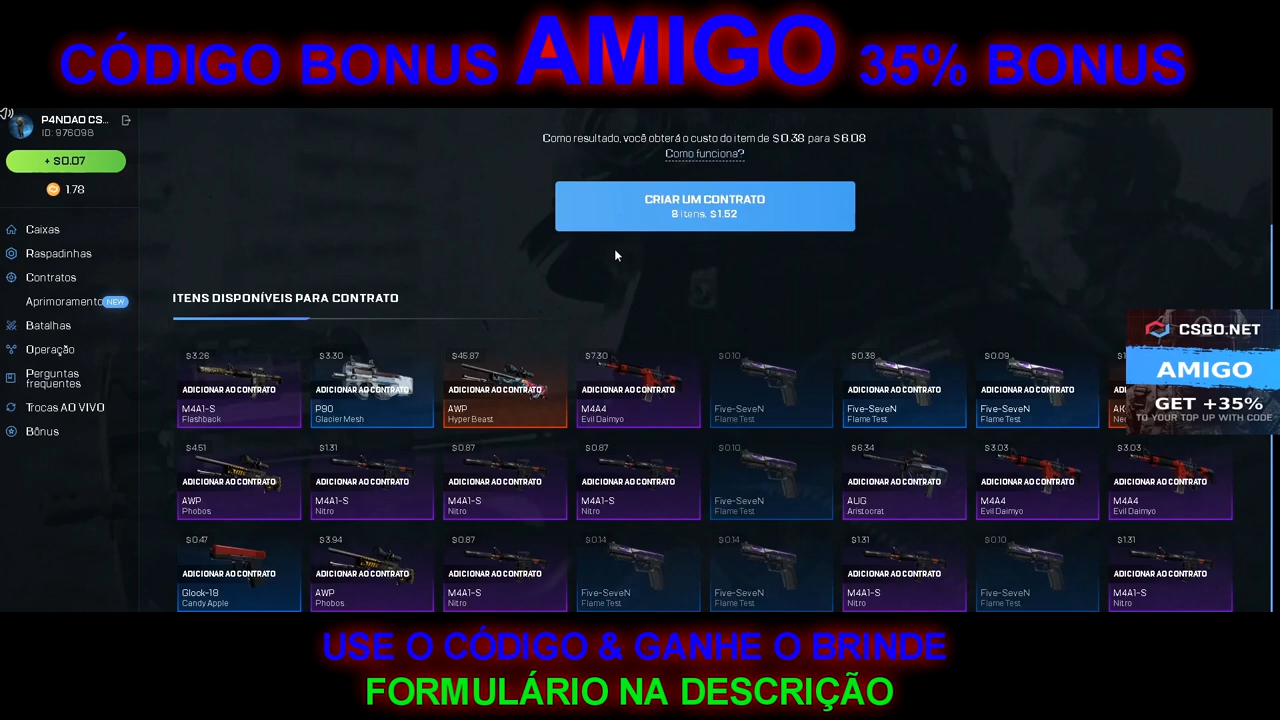 CÓDIGO BONUS AMIGO 35% BONUS
P4NDAO CS...
ID: 976098
+ $0.07
1.78
Caixas
Raspadinhas
Contratos
Aprimoramento NEW
Batalhas
Operação
Perguntas
frequentes
Trocas AO VIVO
Bônus
Como resultado, você obterá o custo do item de $0.38 para $6.08
Como funciona?
CRIAR UM CONTRATO
8 itens. $1.52
ITENS DISPONÍVEIS PARA CONTRATO
$3.26 $3.30 $45.87 $7.30 $0.10 $0.38 $0.09
ADICIONAR AO CONTRATO ADICIONAR AO CONTRATO ADICIONAR AO CONTRATO ADICIONAR AO CONTRATO ADICIONAR AO CONTRATO ADICIONAR AO CONTRATO
M4A1-S P90 AWP M4A4 Five-SeveN Five-SeveN Five-SeveN
Flashback Glacier Mesh Hyper Beast Evil Daimyo Flame Test Flame Test Flame Test
CSGO.NET
AMIGO
GET +35%
TO YOUR TOP UP WITH CODE
$4.51 $1.31 $0.87 $0.87 $0.10 $6.34 $3.03 $3.03
ADICIONAR AO CONTRATO ADICIONAR AO CONTRATO ADICIONAR AO CONTRATO ADICIONAR AO CONTRATO ADICIONAR AO CONTRATO ADICIONAR AO CONTRATO ADICIONAR AO CONTRATO
AWP M4A1-S M4A1-S M4A1-S Five-SeveN AUG M4A4 M4A4
Phobos Nitro Nitro Nitro Flame Test Aristocrat Evil Daimyo Evil Daimyo
$0.47 $3.94 $0.87 $0.14 $0.14 $1.31 $0.10 $1.31
ADICIONAR AO CONTRATO ADICIONAR AO CONTRATO ADICIONAR AO CONTRATO ADICIONAR AO CONTRATO ADICIONAR AO CONTRATO
Glock-18 AWP M4A1-S Five-SeveN Five-SeveN M4A1-S Five-SeveN M4A1-S
Candy Apple Phobos Nitro Flame Test Flame Test Nitro Flame Test Nitro
USE O CÓDIGO & GANHE O BRINDE
FORMULÁRIO NA DESCRIÇÃO